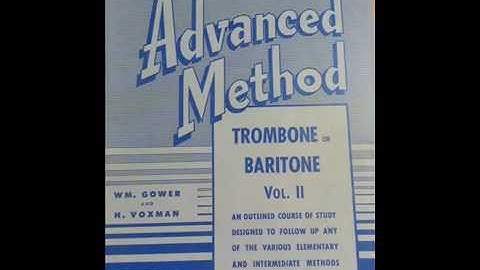 Advanced
Method
TROMBONE OR
BARITONE
VOL. II
WM. GOWER
AND
H. VOXMAN
AN OUTLINED COURSE OF STUDY
DESIGNED TO FOLLOW UP ANY
OF THE VARIOUS ELEMENTARY
AND INTERMEDIATE METHODS